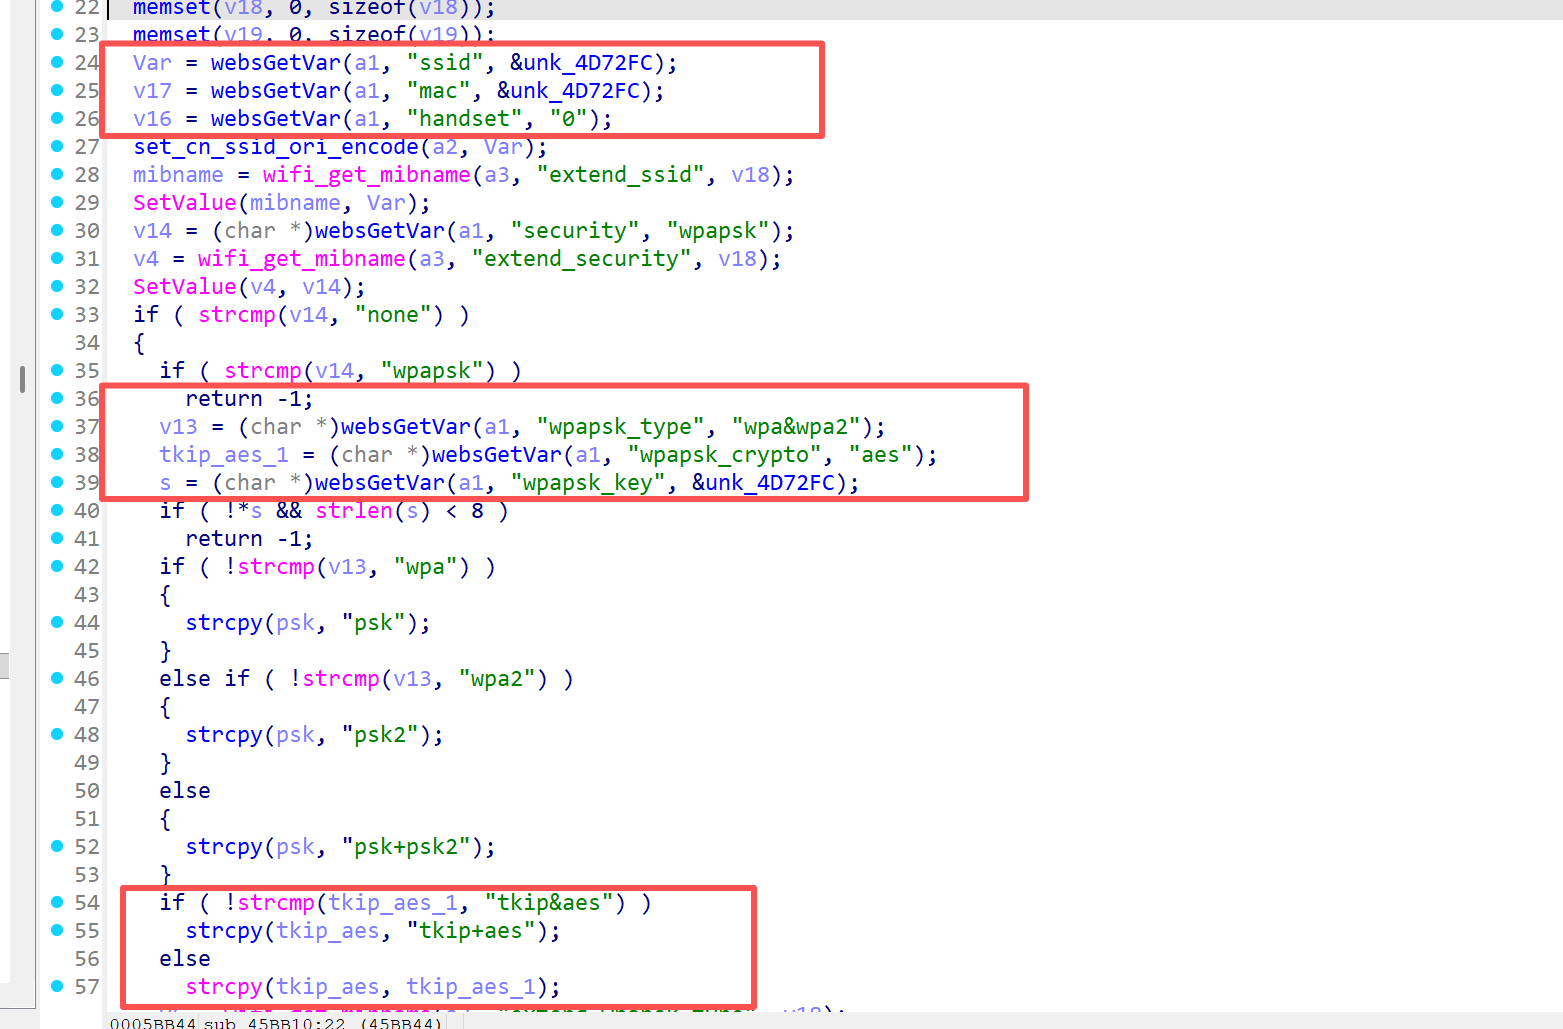 22 memset(v18, 0, sizeof(v18));
23 memset(v19, 0, sizeof(v19));
24 Var = websGetVar(a1, "ssid", &unk_4D72FC);
25 v17 = websGetVar(a1, "mac", &unk_4D72FC);
26 v16 = websGetVar(a1, "handset", "0");
27 set_cn_ssid_ori_encode(a2, Var);
28 mibname = wifi_get_mibname(a3, "extend_ssid", v18);
29 SetValue(mibname, Var);
30 v14 = (char *)websGetVar(a1, "security", "wpapsk");
31 v4 = wifi_get_mibname(a3, "extend_security", v18);
32 SetValue(v4, v14);
33 if ( strcmp(v14, "none") )
34 {
35 if ( strcmp(v14, "wpapsk") )
36 return -1;
37 v13 = (char *)websGetVar(a1, "wpapsk_type", "wpa&wpa2");
38 tkip_aes_1 = (char *)websGetVar(a1, "wpapsk_crypto", "aes");
39 s = (char *)websGetVar(a1, "wpapsk_key", &unk_4D72FC);
40 if ( !*s && strlen(s) < 8 )
41 return -1;
42 if ( !strcmp(v13, "wpa") )
43 {
44 strcpy(psk, "psk");
45 }
46 else if ( !strcmp(v13, "wpa2") )
47 {
48 strcpy(psk, "psk2");
49 }
50 else
51 {
52 strcpy(psk, "psk+psk2");
53 }
54 if ( !strcmp(tkip_aes_1, "tkip&aes") )
55 strcpy(tkip_aes, "tkip+aes");
56 else
57 strcpy(tkip_aes, tkip_aes_1);
0005BB44 sub_45BB10:22 (45BB44)